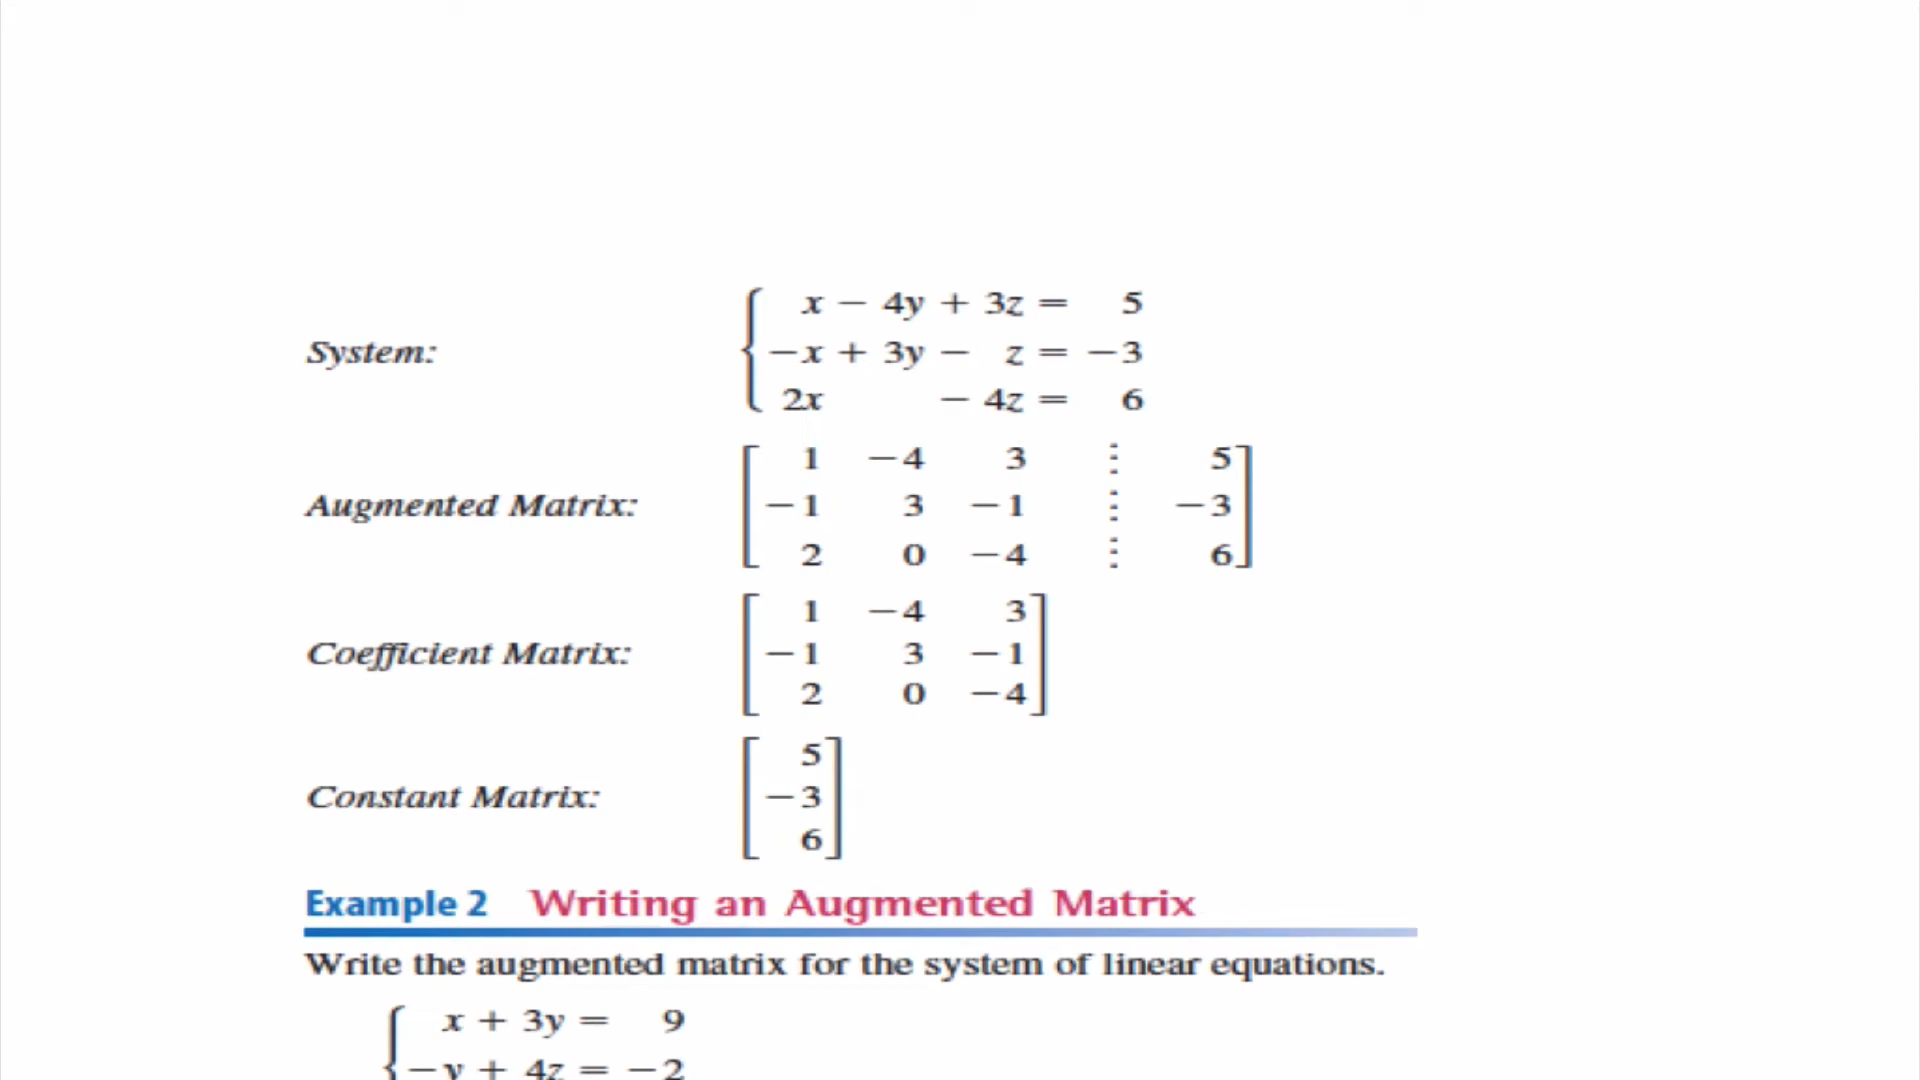 x − 4y + 3z = 5
System: −x + 3y − z = −3
2x − 4z = 6
1 −4 3 ⋮ 5
Augmented Matrix: −1 3 −1 ⋮ −3
2 0 −4 ⋮ 6
1 −4 3
Coefficient Matrix: −1 3 −1
2 0 −4
5
Constant Matrix: −3
6
Example 2 Writing an Augmented Matrix
Write the augmented matrix for the system of linear equations.
x + 3y = 9
−y + 4z = −2